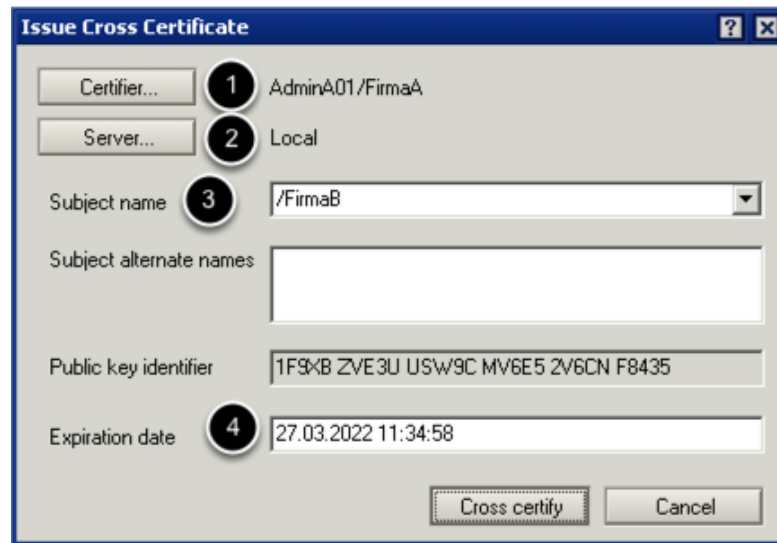 Issue Cross Certificate
Certifier... 1 AdminA01/FirmaA
Server... 2 Local
Subject name 3 /FirmaB
Subject alternate names
Public key identifier 1F9XB ZVE3U USW9C MV6E5 2V6CN F8435
Expiration date 4 27.03.2022 11:34:58
Cross certify Cancel